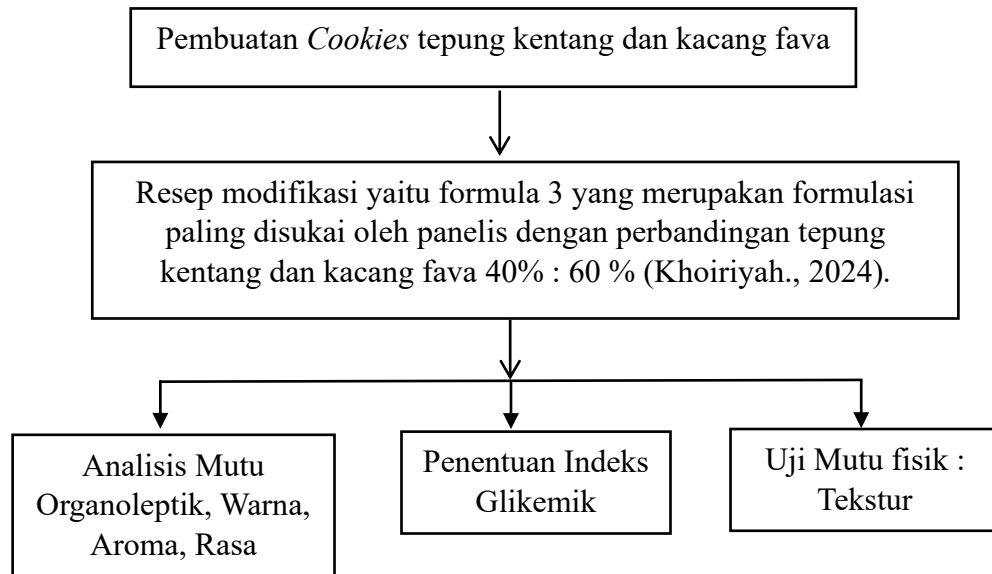 Pembuatan Cookies tepung kentang dan kacang fava
Resep modifikasi yaitu formula 3 yang merupakan formulasi
paling disukai oleh panelis dengan perbandingan tepung
kentang dan kacang fava 40% : 60 % (Khoiriyah., 2024).
Analisis Mutu
Organoleptik, Warna,
Aroma, Rasa
Penentuan Indeks
Glikemik
Uji Mutu fisik :
Tekstur